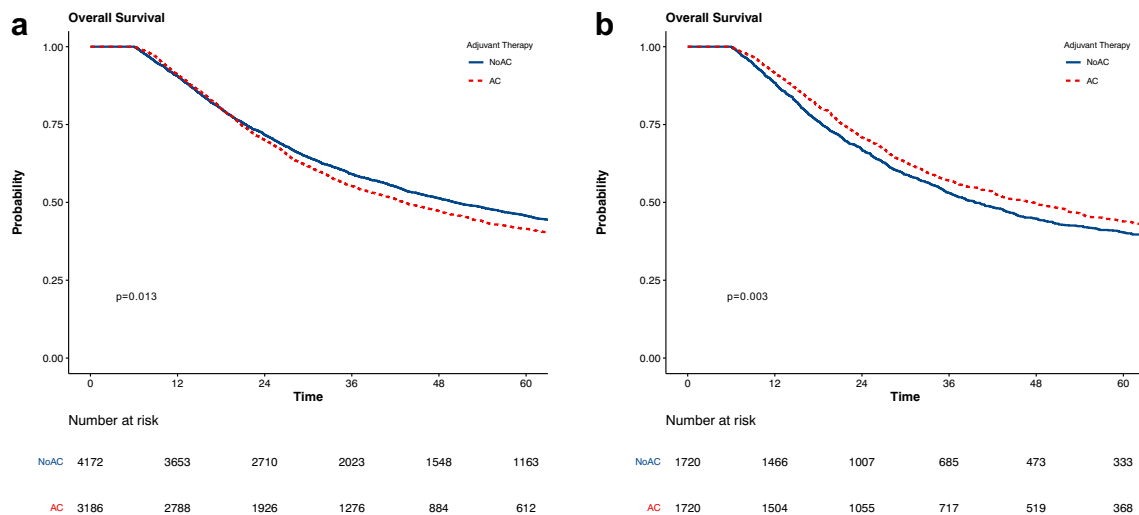 a
Overall Survival
Adjuvant Therapy
NoAC
AC
Probability
1.00
0.75
0.50
0.25
0.00
p=0.013
0 12 24 36 48 60
Time
Number at risk
NoAC 4172 3653 2710 2023 1548 1163
AC 3186 2788 1926 1276 884 612
b
Overall Survival
Adjuvant Therapy
NoAC
AC
Probability
1.00
0.75
0.50
0.25
0.00
p=0.003
0 12 24 36 48 60
Time
Number at risk
NoAC 1720 1466 1007 685 473 333
AC 1720 1504 1055 717 519 368